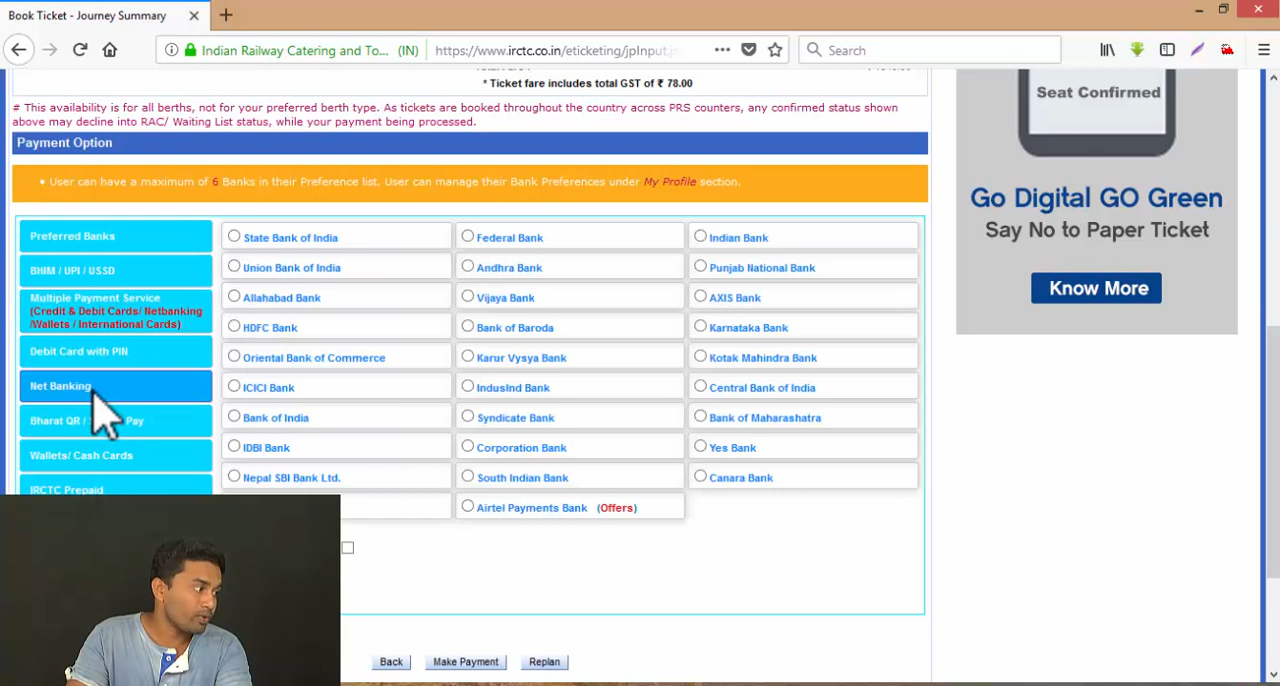 Book Ticket - Journey Summary
Indian Railway Catering and To... (IN)
https://www.irctc.co.in/eticketing/jpInput.
Search
* Ticket fare includes total GST of ₹ 78.00
# This availability is for all berths, not for your preferred berth type. As tickets are booked throughout the country across PRS counters, any confirmed status shown
above may decline into RAC/ Waiting List status, while your payment being processed.
Payment Option
• User can have a maximum of 6 Banks in their Preference list. User can manage their Bank Preferences under My Profile section.
Preferred Banks
BHIM / UPI / USSD
Multiple Payment Service
(Credit & Debit Cards/ Netbanking
/Wallets / International Cards)
Debit Card with PIN
Net Banking
Bharat QR / Pay
Wallets/ Cash Cards
IRCTC Prepaid
State Bank of India Federal Bank Indian Bank
Union Bank of India Andhra Bank Punjab National Bank
Allahabad Bank Vijaya Bank AXIS Bank
HDFC Bank Bank of Baroda Karnataka Bank
Oriental Bank of Commerce Karur Vysya Bank Kotak Mahindra Bank
ICICI Bank IndusInd Bank Central Bank of India
Bank of India Syndicate Bank Bank of Maharashatra
IDBI Bank Corporation Bank Yes Bank
Nepal SBI Bank Ltd. South Indian Bank Canara Bank
Airtel Payments Bank (Offers)
Back Make Payment Replan
Seat Confirmed
Go Digital GO Green
Say No to Paper Ticket
Know More